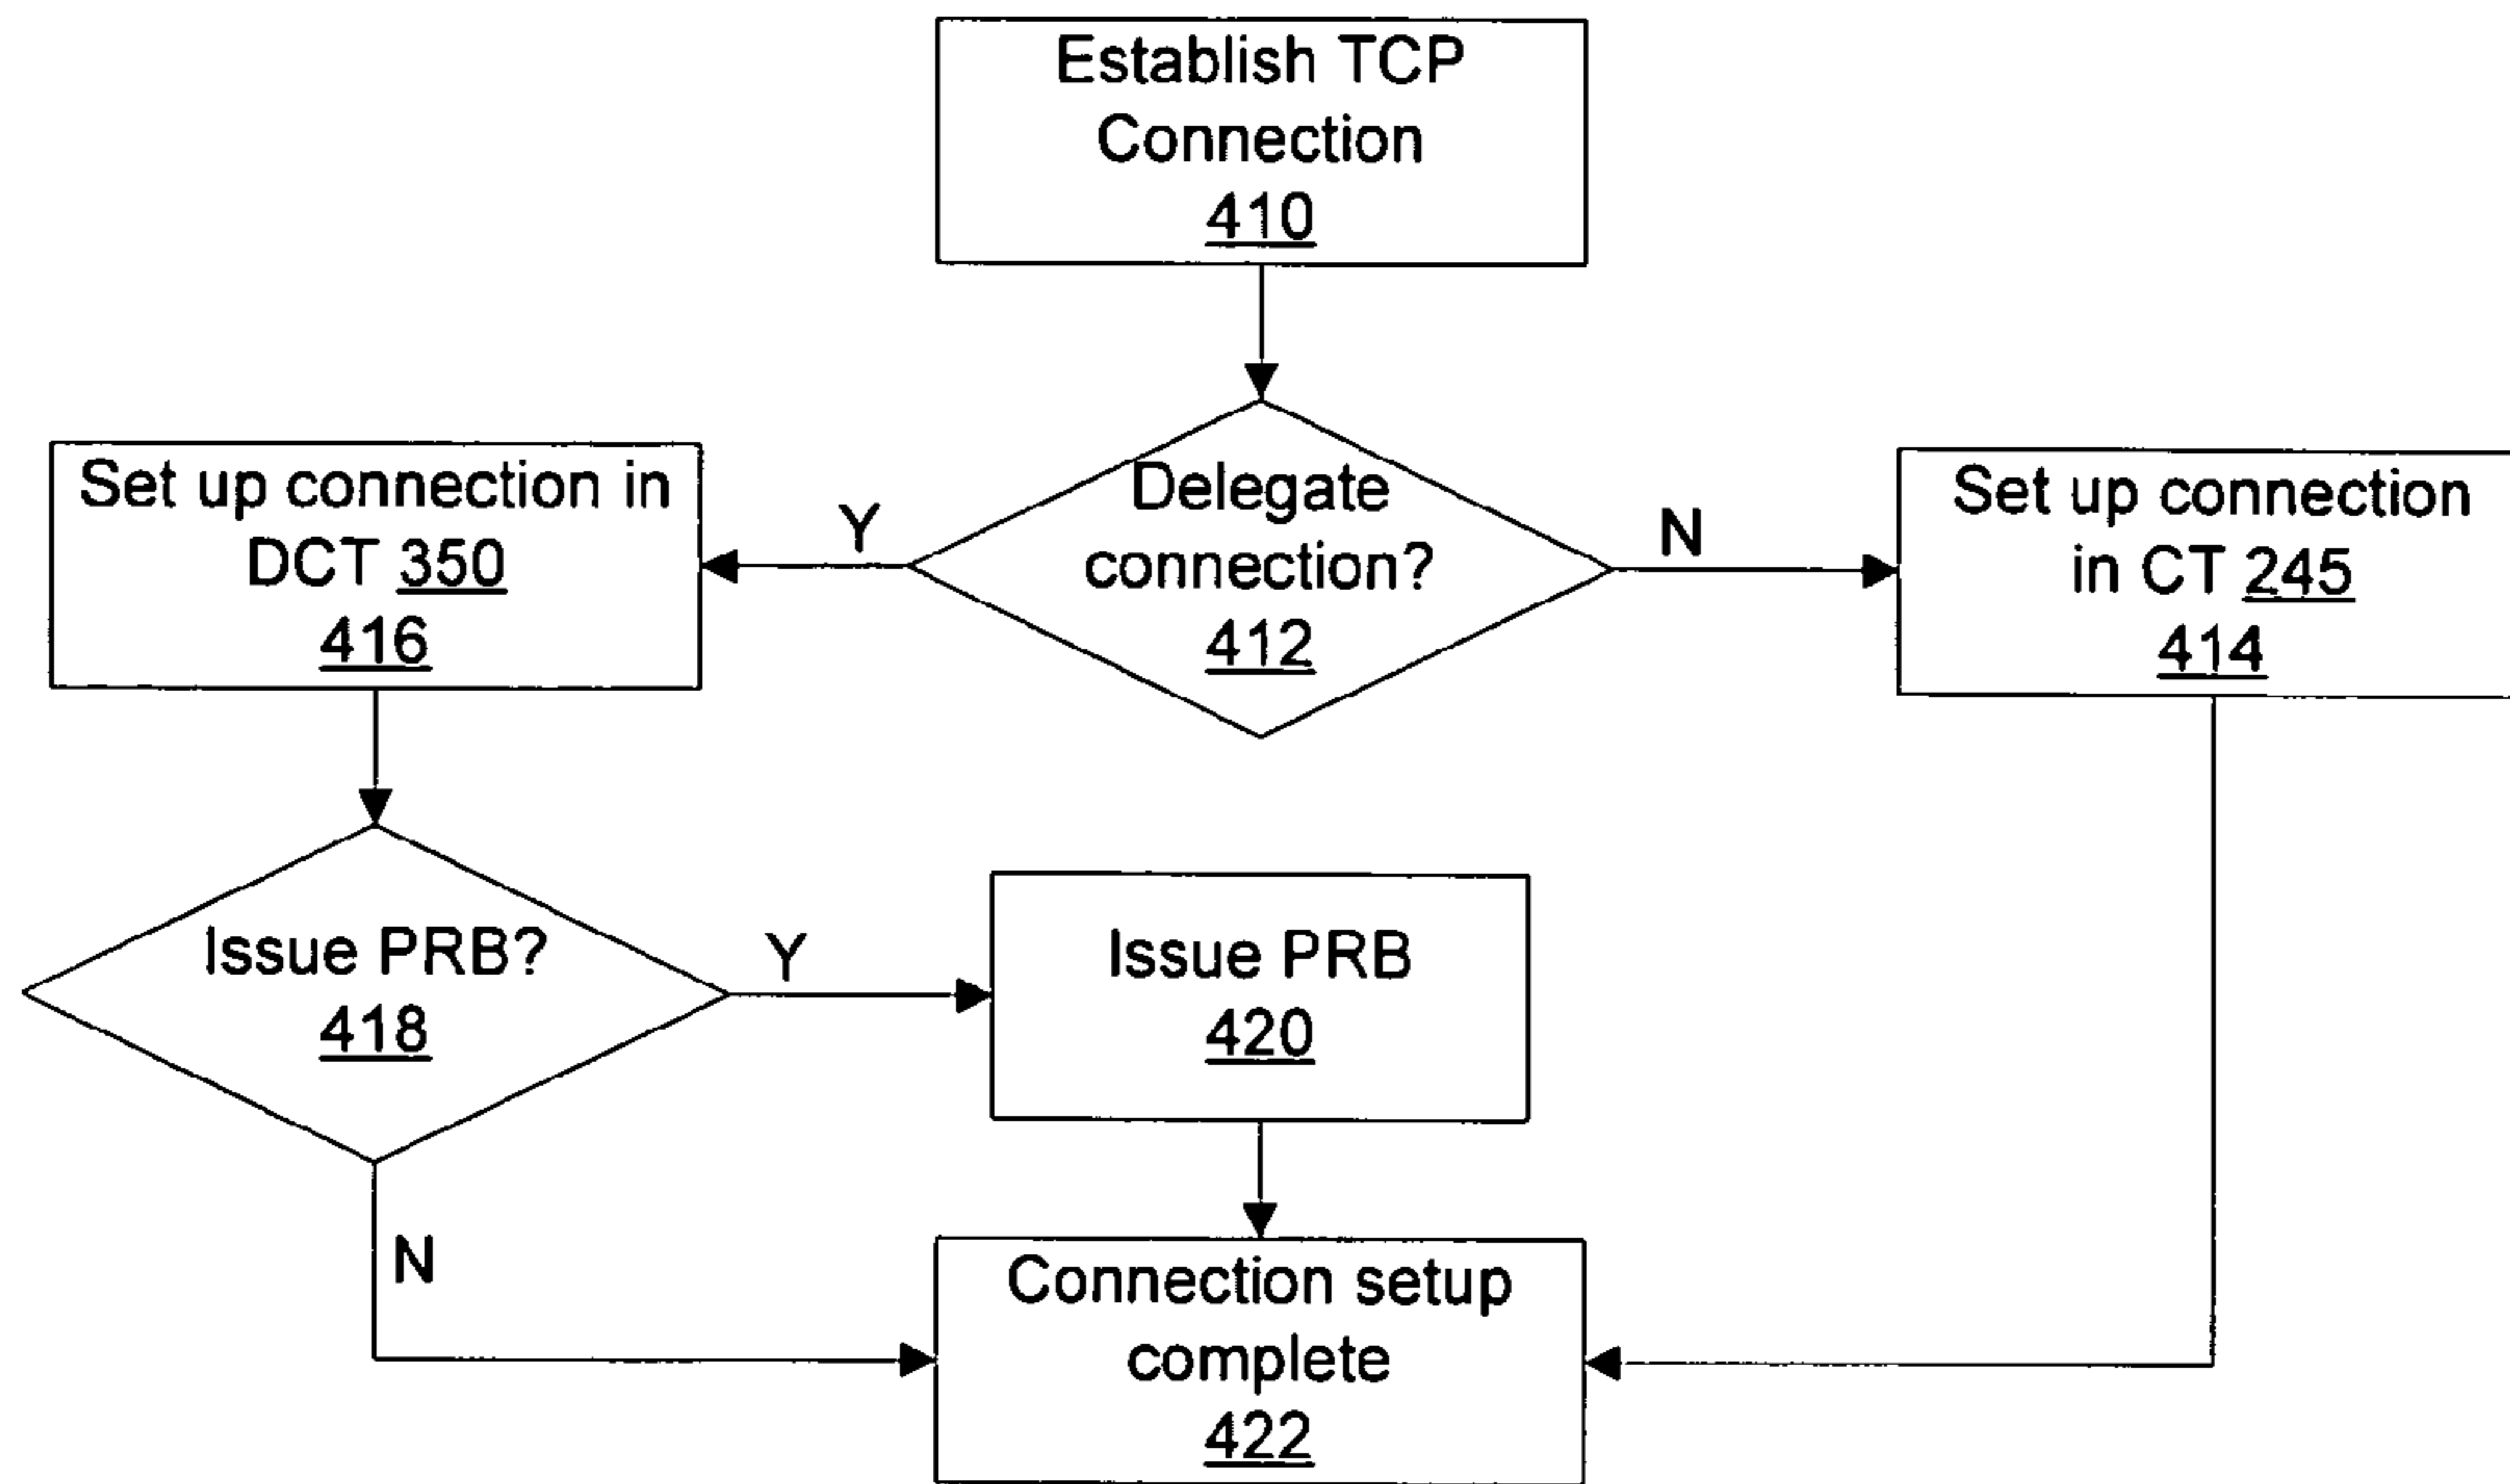 Establish TCP
Connection
410
Delegate
connection?
412
Y
N
Set up connection in
DCT 350
416
Set up connection
in CT 245
414
Issue PRB?
418
Y
N
Issue PRB
420
Connection setup
complete
422